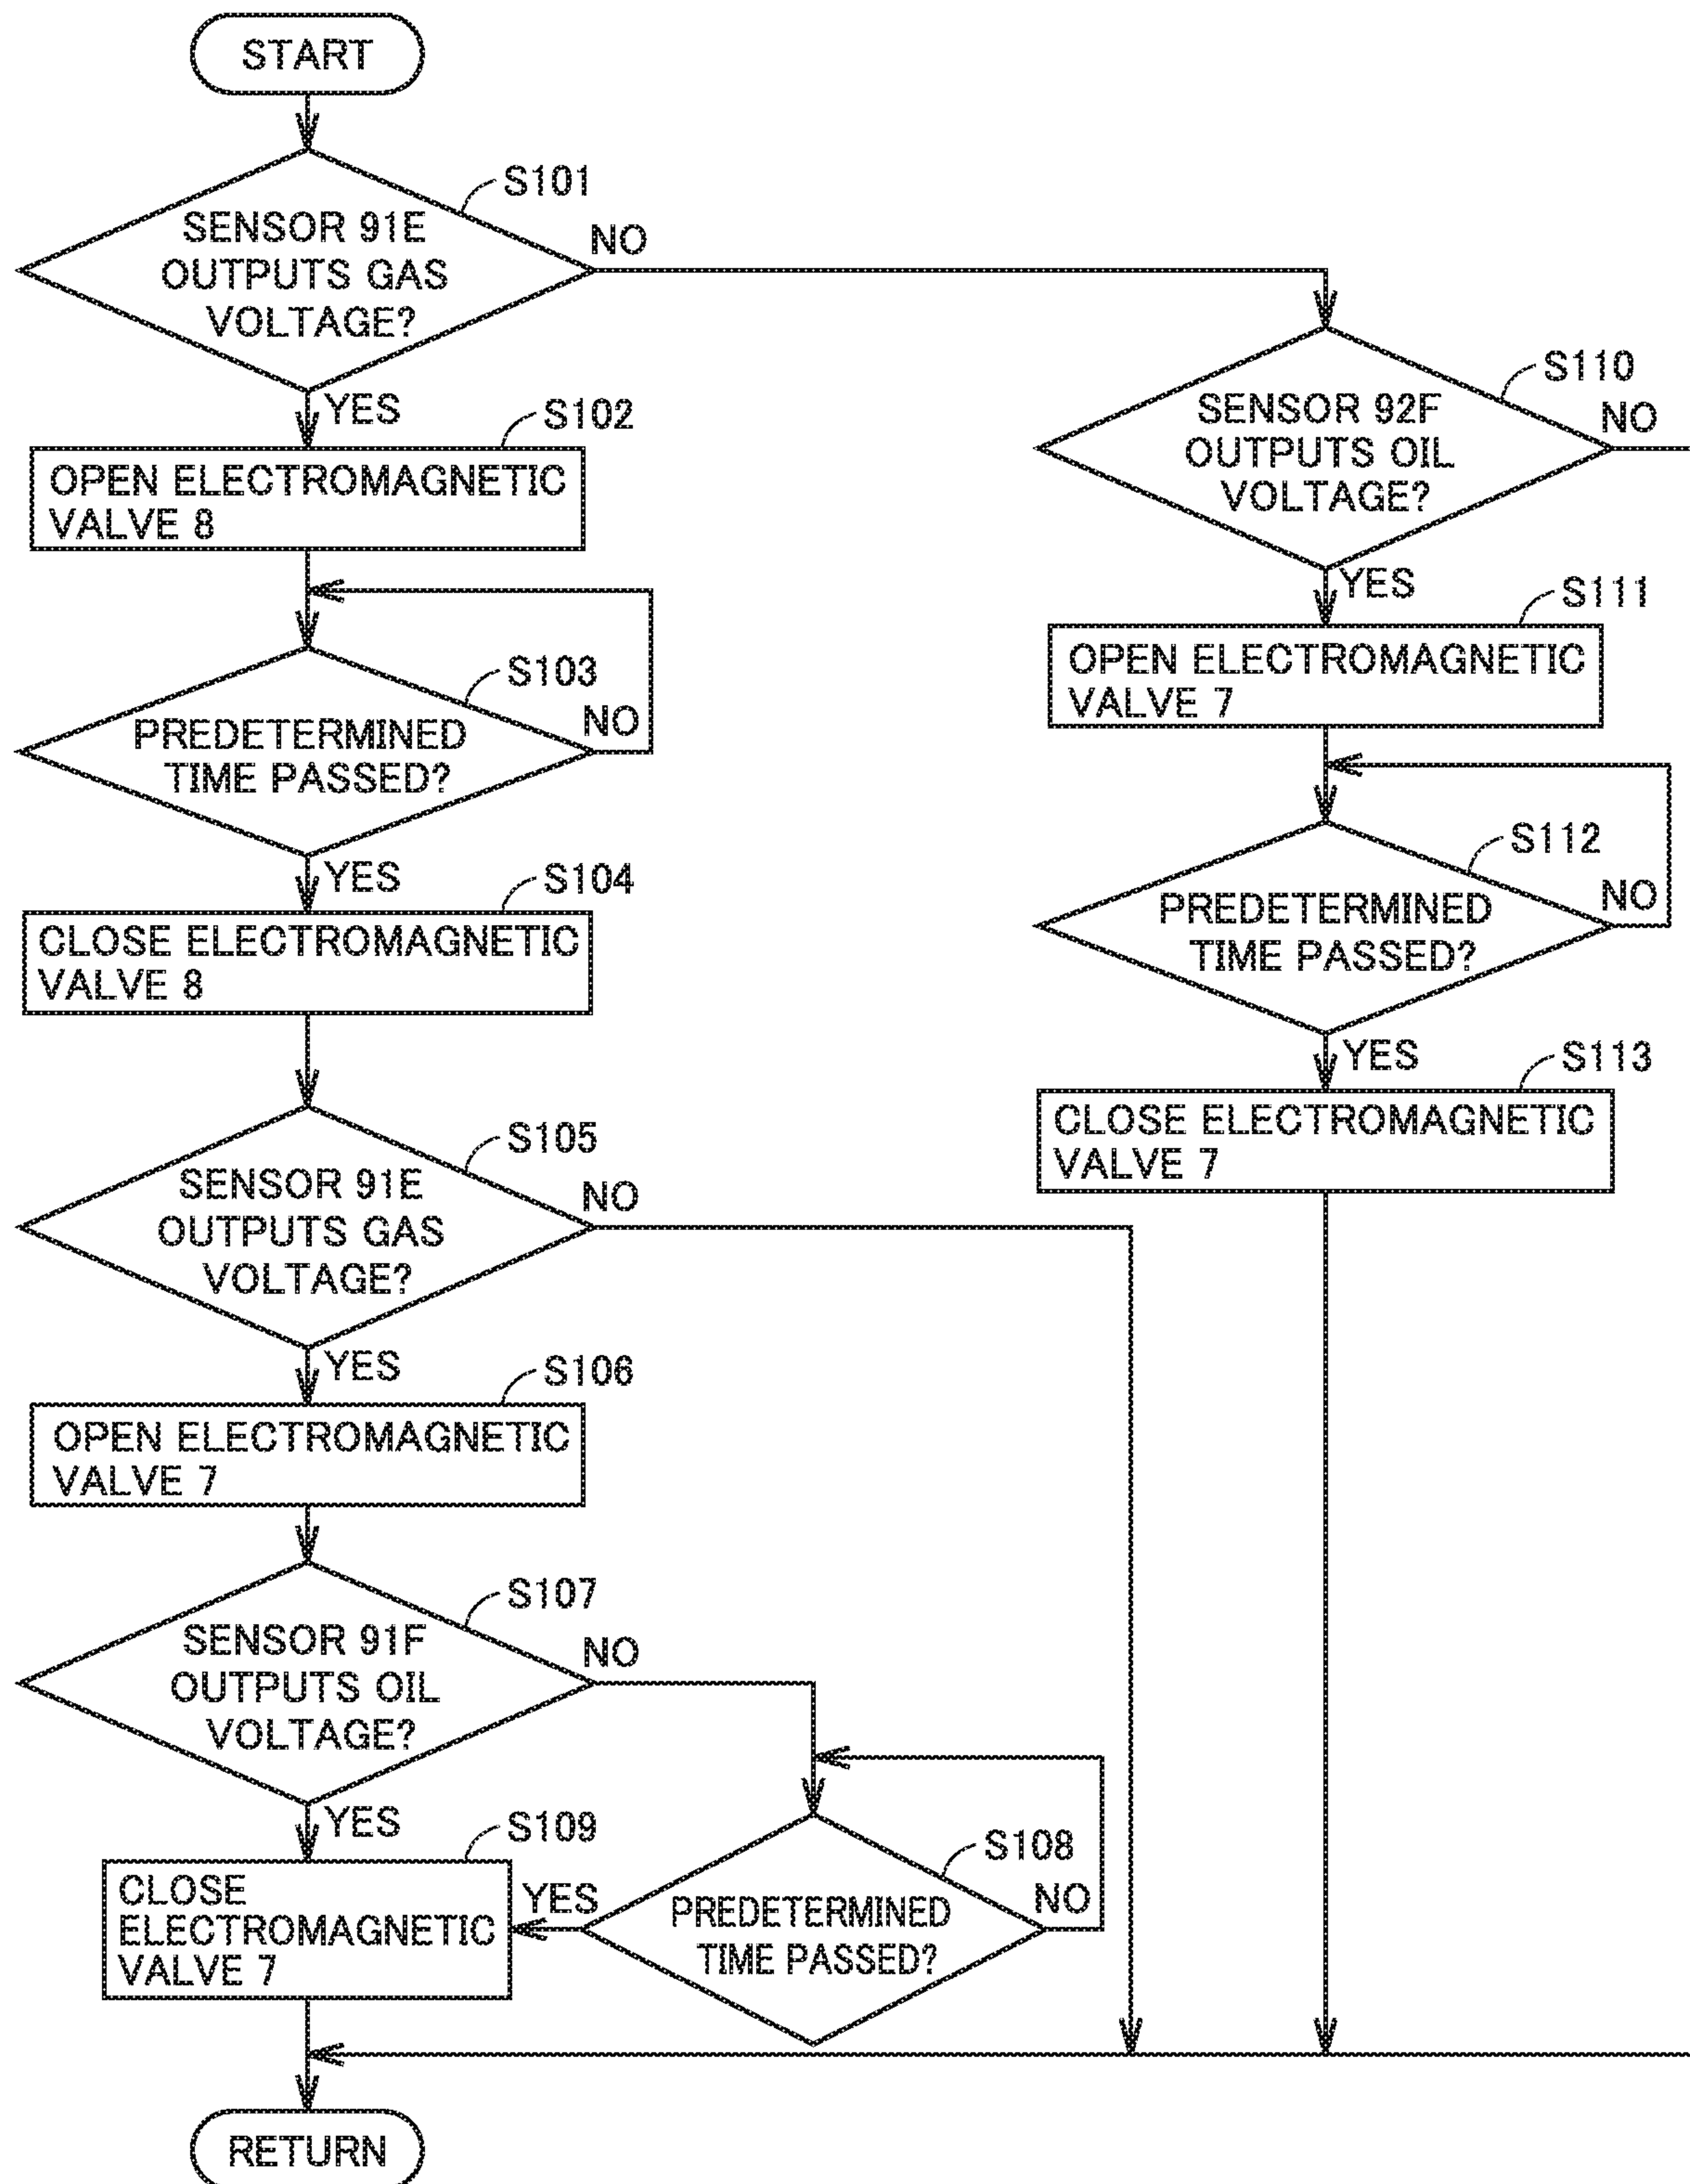 START
S101
SENSOR 91E
OUTPUTS GAS
VOLTAGE?
NO
YES
S102
OPEN ELECTROMAGNETIC
VALVE 8
S103
PREDETERMINED
TIME PASSED?
NO
YES
S104
CLOSE ELECTROMAGNETIC
VALVE 8
S105
SENSOR 91E
OUTPUTS GAS
VOLTAGE?
NO
YES
S106
OPEN ELECTROMAGNETIC
VALVE 7
S107
SENSOR 91F
OUTPUTS OIL
VOLTAGE?
NO
YES
S109
CLOSE
ELECTROMAGNETIC
VALVE 7
S108
PREDETERMINED
TIME PASSED?
YES
NO
S110
SENSOR 92F
OUTPUTS OIL
VOLTAGE?
NO
YES
S111
OPEN ELECTROMAGNETIC
VALVE 7
S112
PREDETERMINED
TIME PASSED?
NO
YES
S113
CLOSE ELECTROMAGNETIC
VALVE 7
RETURN